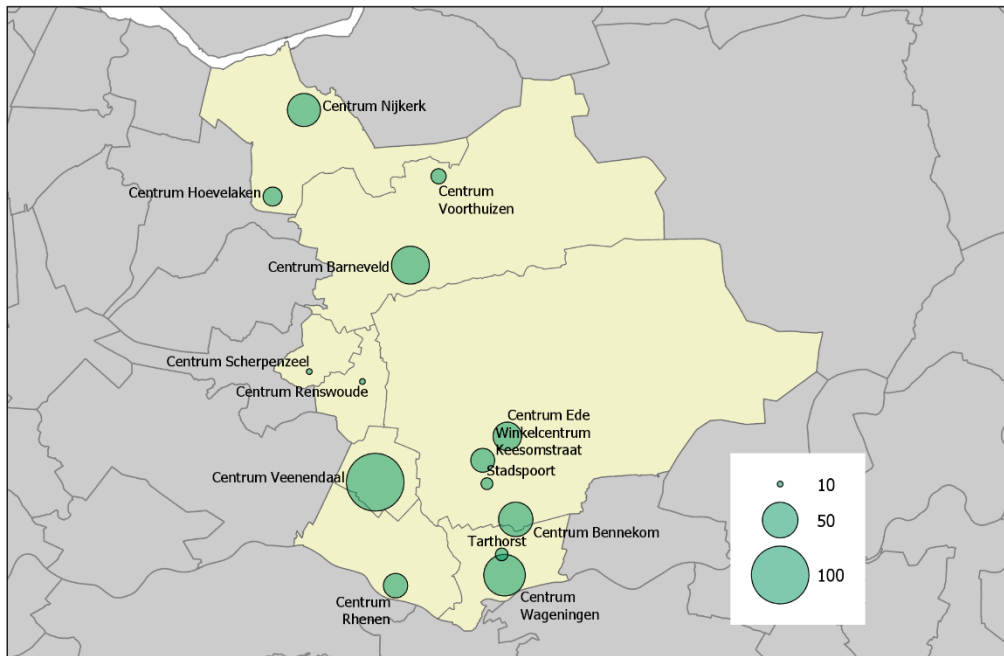 Centrum Nijkerk
Centrum Hoevelaken
Centrum
Voorthuizen
Centrum Barneveld
Centrum Scherpenzeel
Centrum Renswoude
Centrum Ede
Winkelcentrum
Keesomstraat
Stadspoort
Centrum Veenendaal
10
50
100
Centrum Bennekom
Tarthorst
Centrum
Rhenen
Centrum
Wageningen